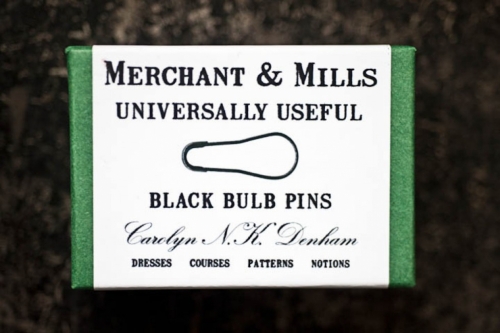 MERCHANT & MILLS
UNIVERSALLY USEFUL
BLACK BULB PINS
Carolyn N.K. Denham
DRESSES COURSES PATTERNS NOTIONS